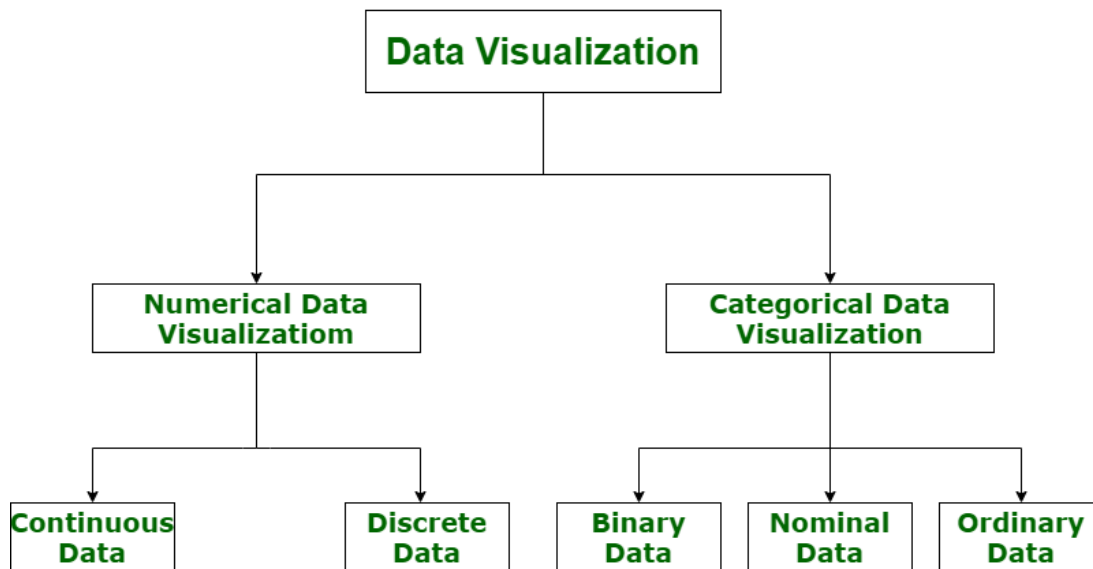 Data Visualization
Numerical Data
Visualizatiom
Categorical Data
Visualization
Continuous
Data
Discrete
Data
Binary
Data
Nominal
Data
Ordinary
Data